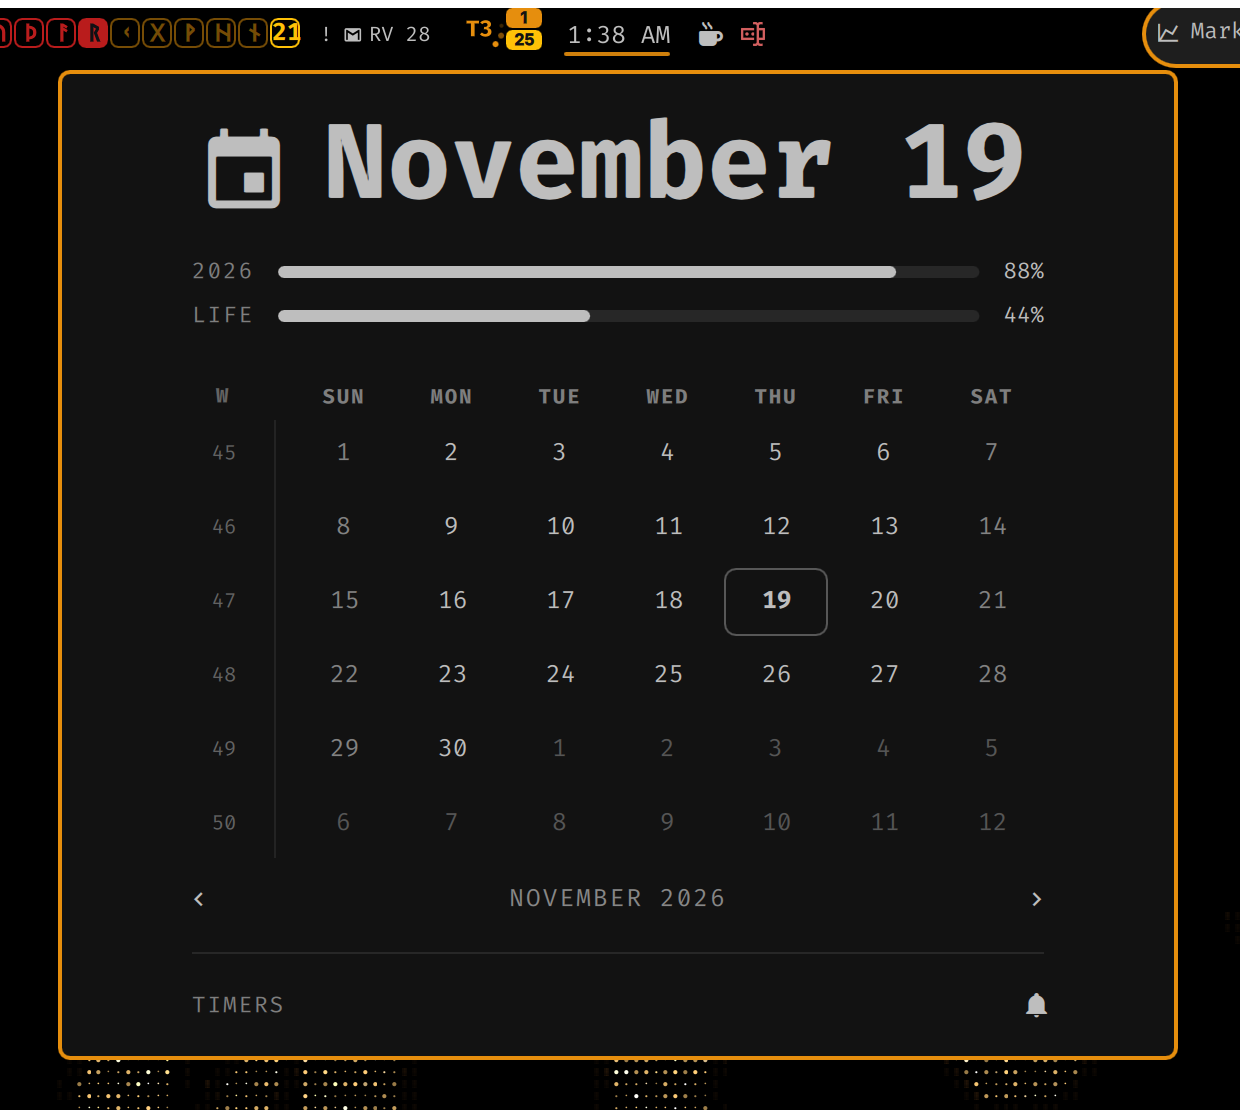 Þ ᚨ R ᚲ X ᚹ ᚺ ᚾ 21 ! RV 28 T3 1 25 1:38 AM Mark
November 19
2026 88%
LIFE 44%
W SUN MON TUE WED THU FRI SAT
45 1 2 3 4 5 6 7
46 8 9 10 11 12 13 14
47 15 16 17 18 19 20 21
48 22 23 24 25 26 27 28
49 29 30 1 2 3 4 5
50 6 7 8 9 10 11 12
‹ NOVEMBER 2026 ›
TIMERS